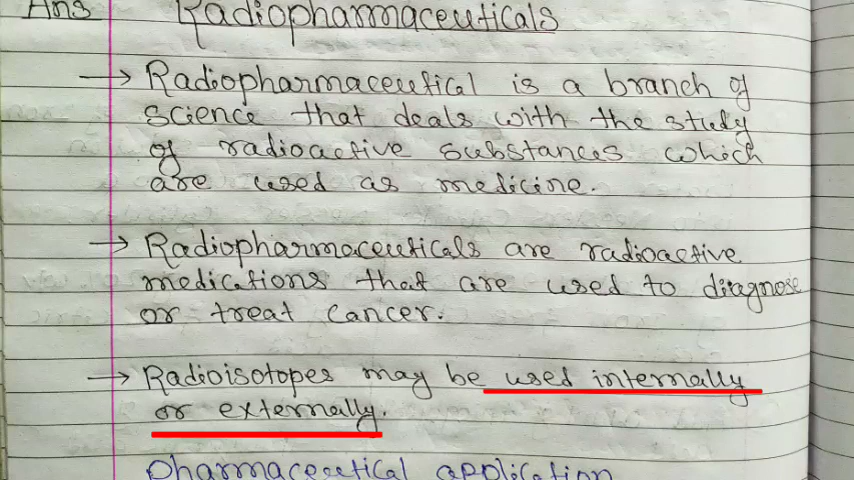 Ans Radiopharmaceuticals
→ Radiopharmaceutical is a branch of
science that deals with the study
of radioactive substances which
are used as medicine.
→ Radiopharmaceuticals are radioactive
medications that are used to diagnose
or treat cancer.
→ Radioisotopes may be used internally
or externally.
Pharmaceutical application